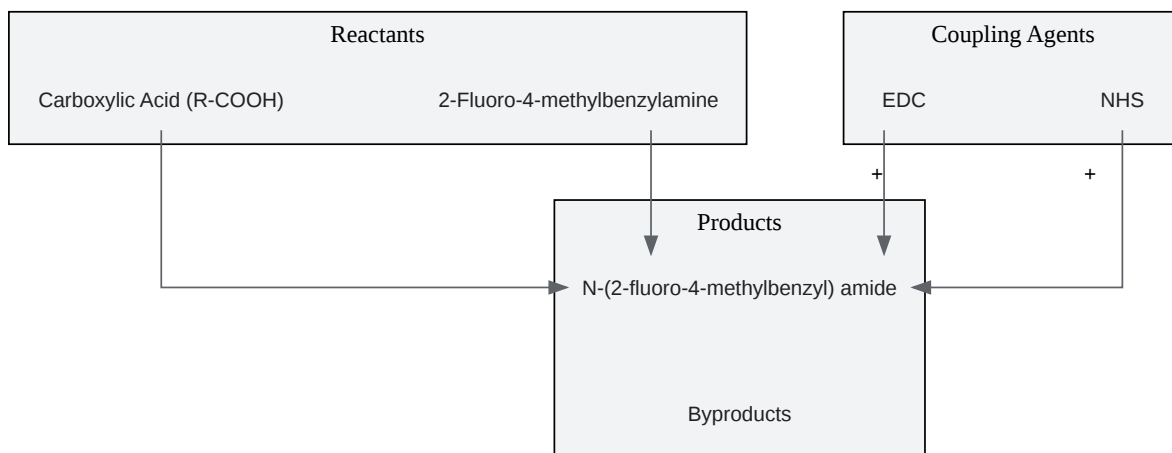 Reactants
Coupling Agents
Carboxylic Acid (R-COOH)
2-Fluoro-4-methylbenzylamine
EDC
NHS
+
+
Products
N-(2-fluoro-4-methylbenzyl) amide
Byproducts